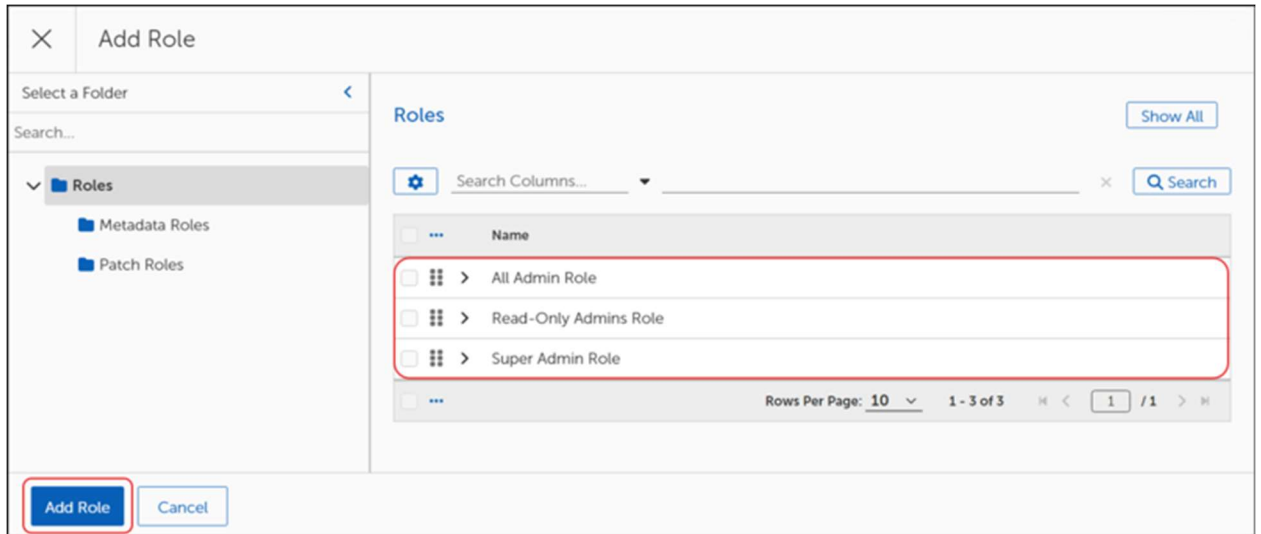 Add Role
Select a Folder
Search...
Roles
Metadata Roles
Patch Roles
Roles
Show All
Search Columns...
Search
Name
All Admin Role
Read-Only Admins Role
Super Admin Role
Rows Per Page: 10 1 - 3 of 3 1 / 1
Add Role Cancel